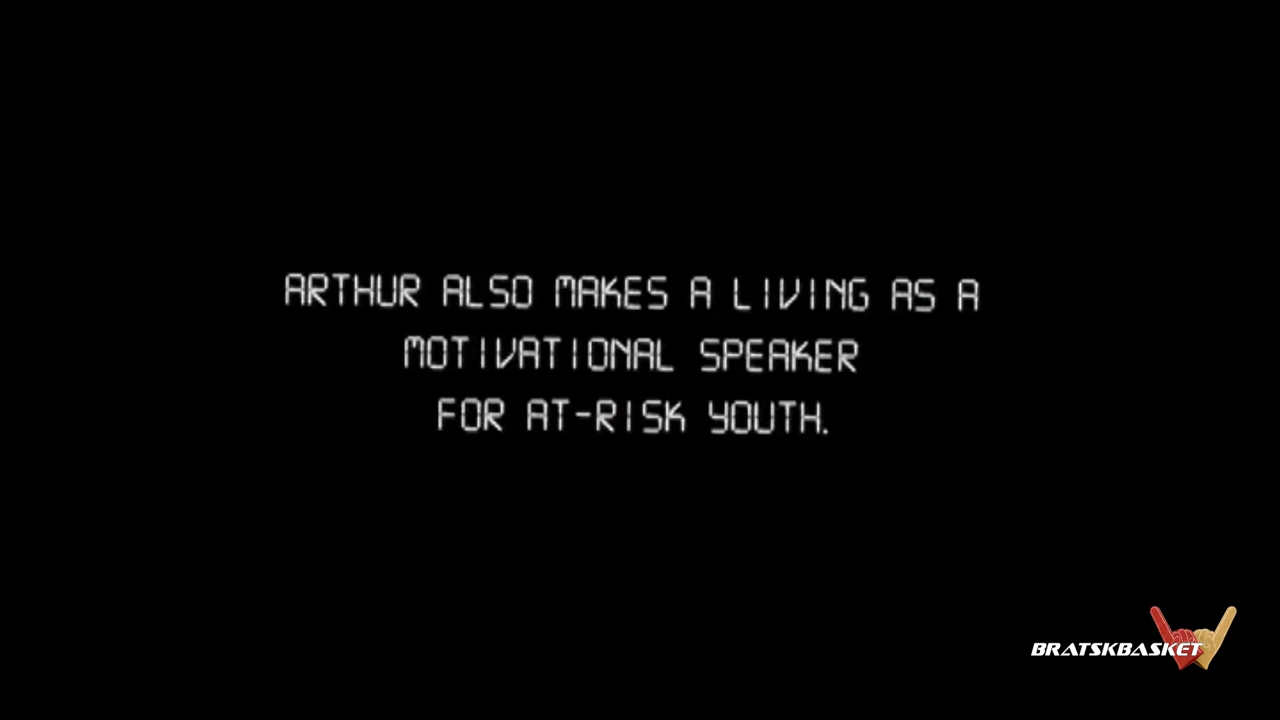 ARTHUR ALSO MAKES A LIVING AS A
MOTIVATIONAL SPEAKER
FOR AT-RISK YOUTH.
BRATSKBASKET